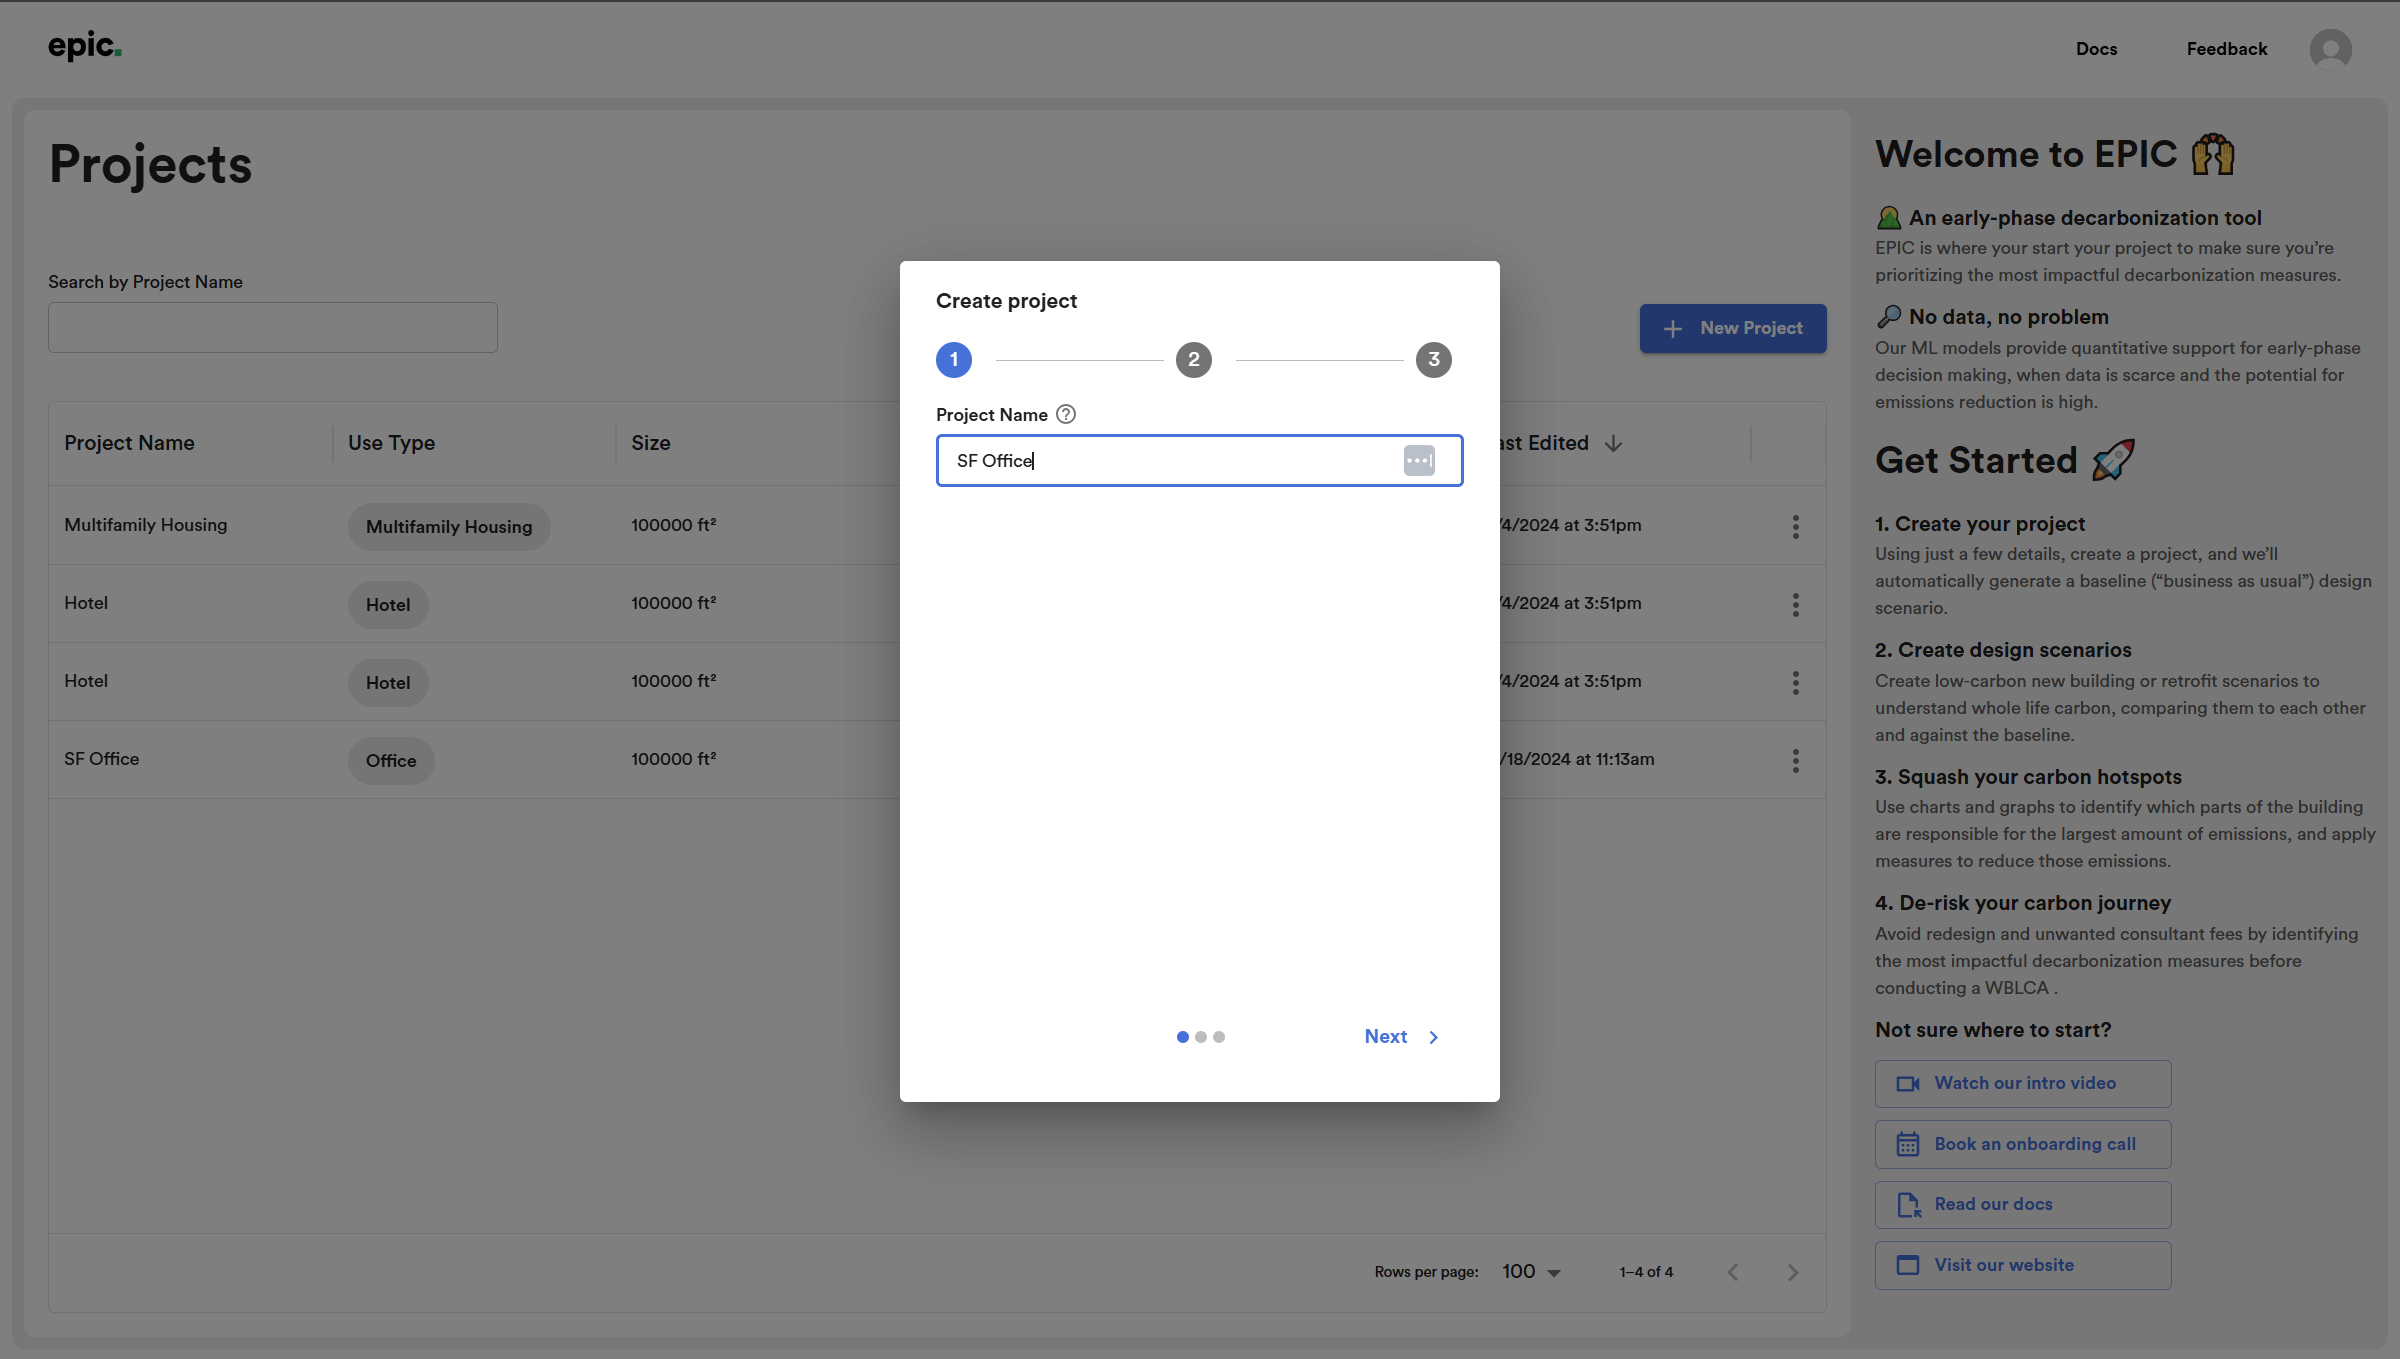 epic.
Docs
Feedback
Projects
Search by Project Name
New Project
Project Name
Use Type
Size
ast Edited
Multifamily Housing
Multifamily Housing
100000 ft²
/4/2024 at 3:51pm
Hotel
Hotel
100000 ft²
/4/2024 at 3:51pm
Hotel
Hotel
100000 ft²
/4/2024 at 3:51pm
SF Office
Office
100000 ft²
/18/2024 at 11:13am
Rows per page:
100
1–4 of 4
Create project
1
2
3
Project Name
SF Office
Next
Welcome to EPIC
An early-phase decarbonization tool
EPIC is where your start your project to make sure you’re
prioritizing the most impactful decarbonization measures.
No data, no problem
Our ML models provide quantitative support for early-phase
decision making, when data is scarce and the potential for
emissions reduction is high.
Get Started
1. Create your project
Using just a few details, create a project, and we’ll
automatically generate a baseline (“business as usual”) design
scenario.
2. Create design scenarios
Create low-carbon new building or retrofit scenarios to
understand whole life carbon, comparing them to each other
and against the baseline.
3. Squash your carbon hotspots
Use charts and graphs to identify which parts of the building
are responsible for the largest amount of emissions, and apply
measures to reduce those emissions.
4. De-risk your carbon journey
Avoid redesign and unwanted consultant fees by identifying
the most impactful decarbonization measures before
conducting a WBLCA .
Not sure where to start?
Watch our intro video
Book an onboarding call
Read our docs
Visit our website